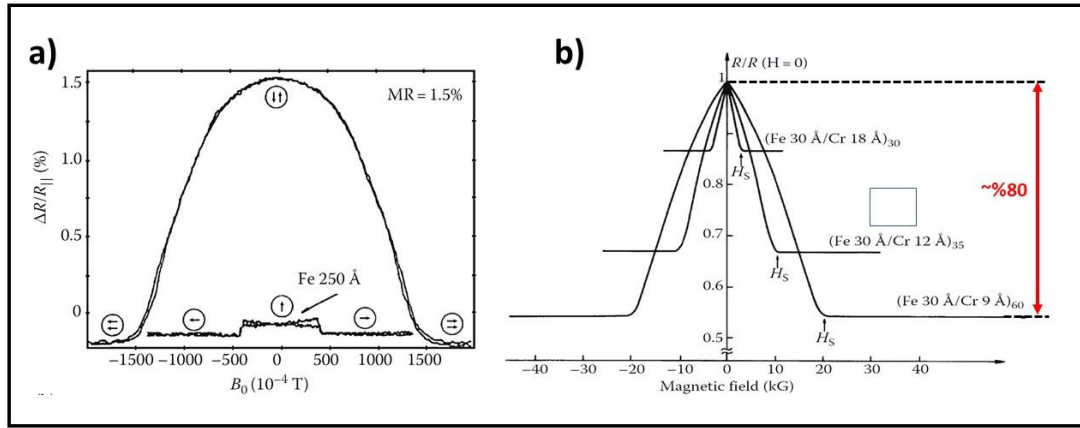 a)
1.5
1.0
0.5
0
ΔR/R|| (%)
MR = 1.5%
Fe 250 Å
−1500 −1000 −500 0 500 1000 1500
B₀ (10⁻⁴ T)
b)
R/R (H = 0)
1
0.8
0.7
0.6
0.5
(Fe 30 Å/Cr 18 Å)₃₀
Hₛ
(Fe 30 Å/Cr 12 Å)₃₅
Hₛ
(Fe 30 Å/Cr 9 Å)₆₀
Hₛ
~%80
−40 −30 −20 −10 0 10 20 30 40
Magnetic field (kG)